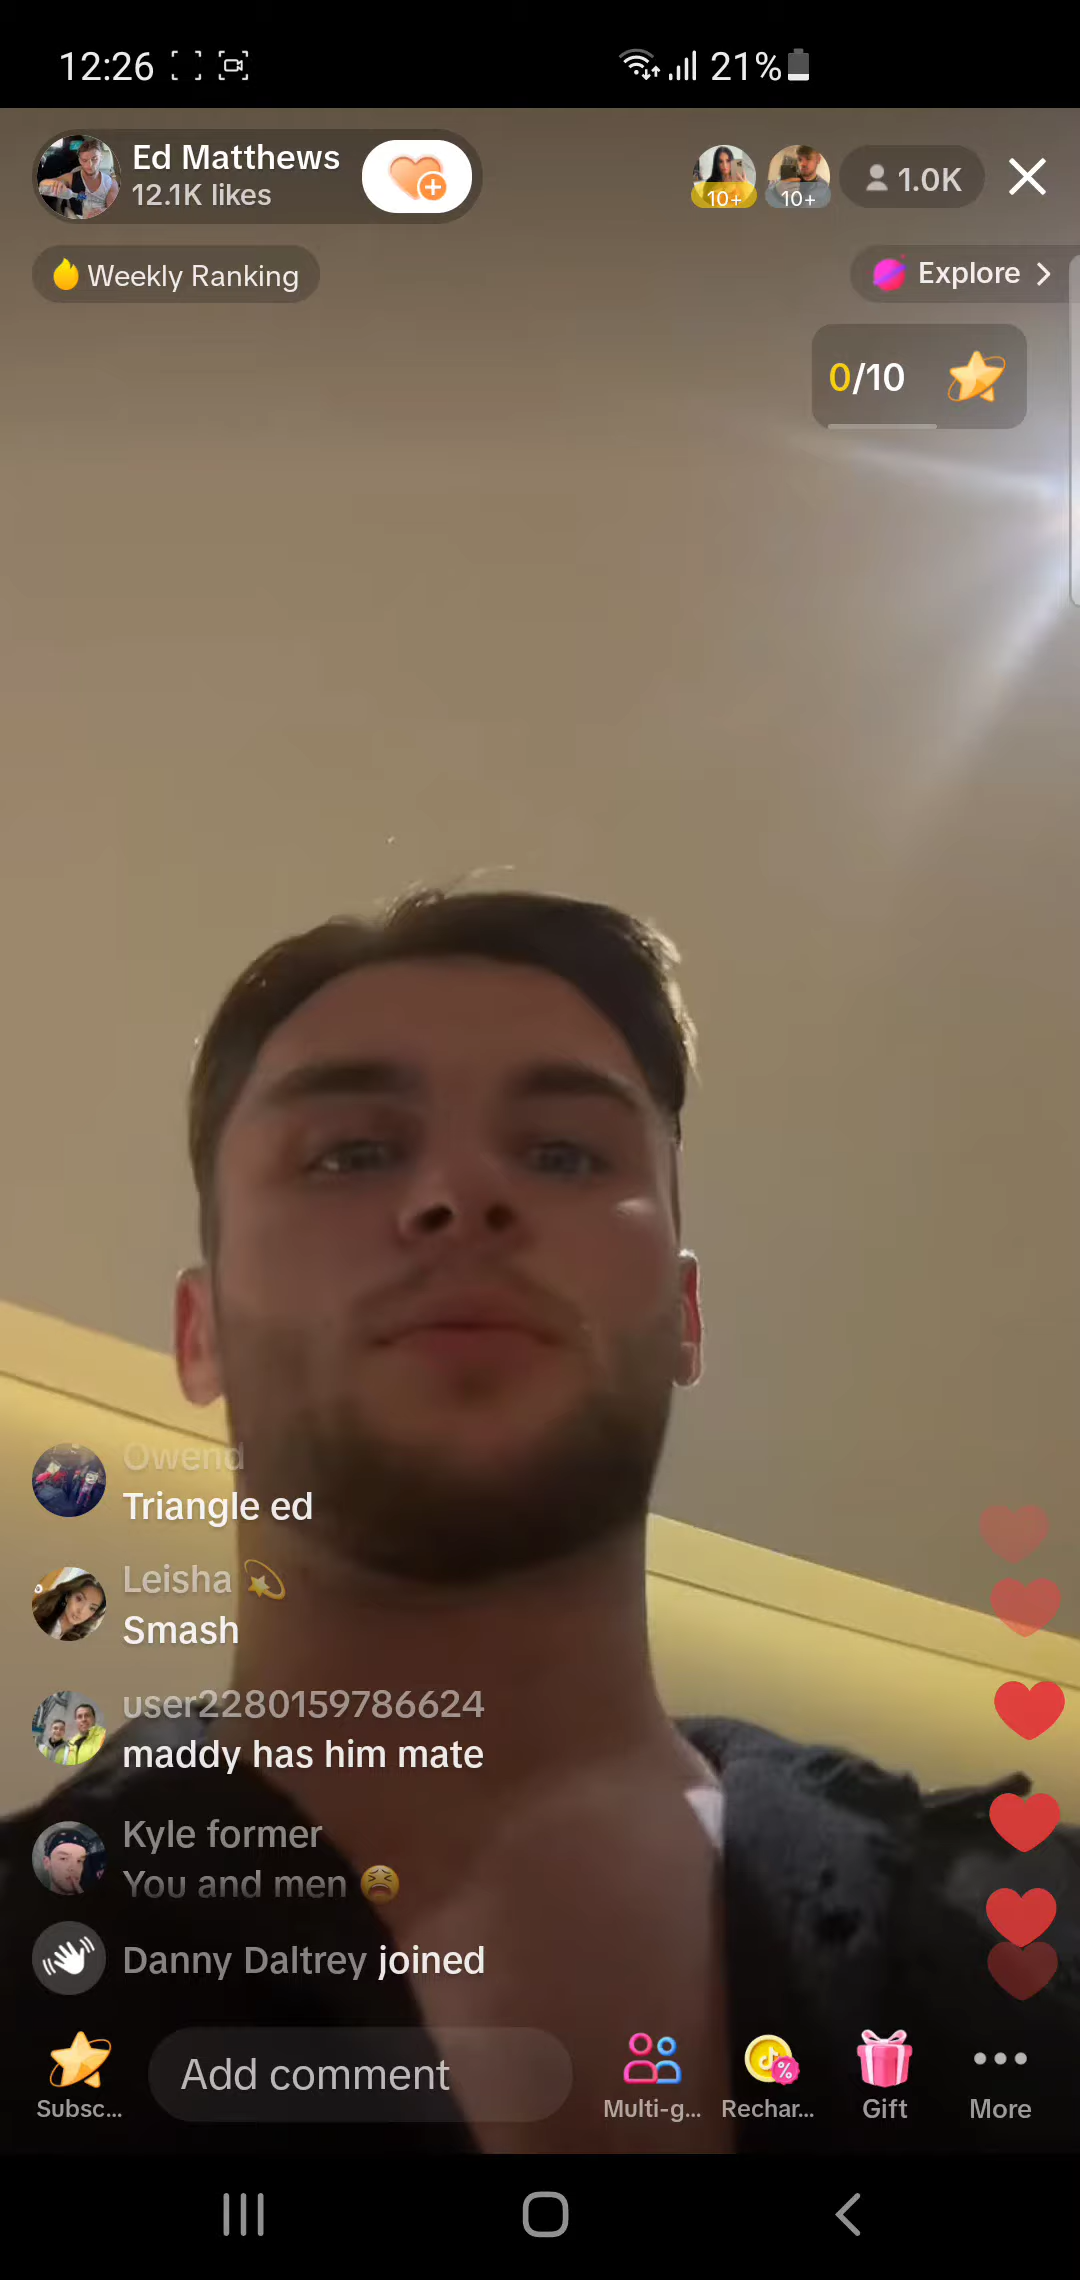 12:26
21%
Ed Matthews
12.1K likes
10+
10+
1.0K
Weekly Ranking
Explore
0/10
Owend
Triangle ed
Leisha
Smash
user2280159786624
maddy has him mate
Kyle former
You and men 😫
Danny Daltrey joined
Subsc...
Add comment
Multi-g...
Rechar...
Gift
More